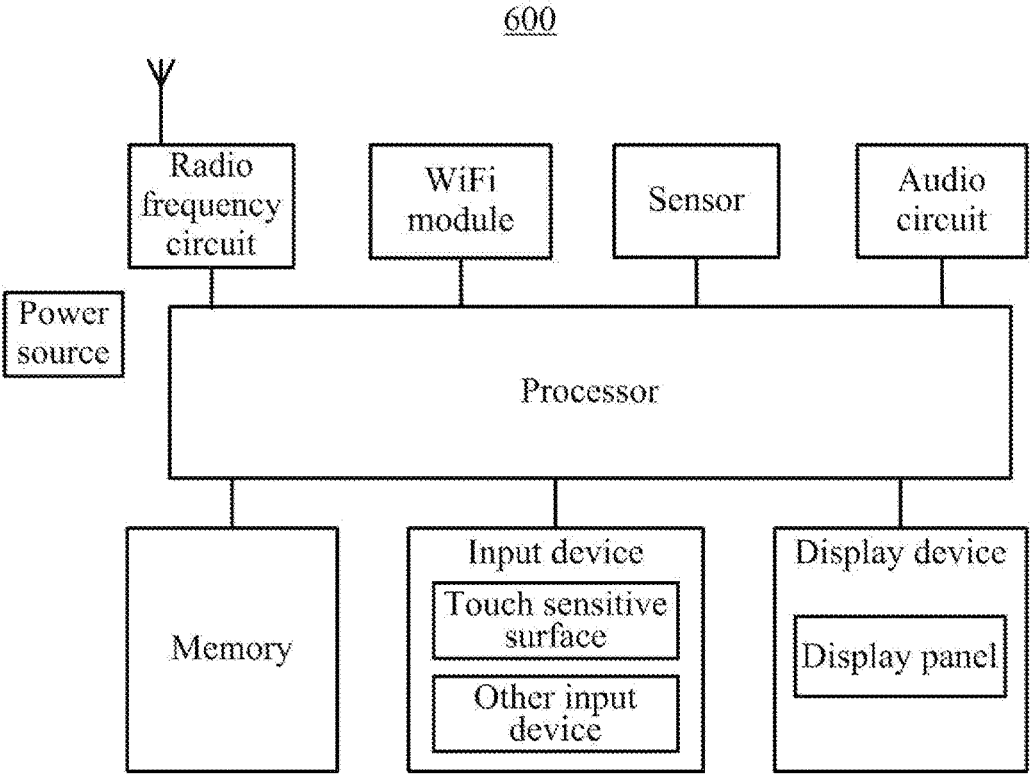 600
Radio
frequency
circuit
WiFi
module
Sensor
Audio
circuit
Power
source
Processor
Memory
Input device
Touch sensitive
surface
Other input
device
Display device
Display panel